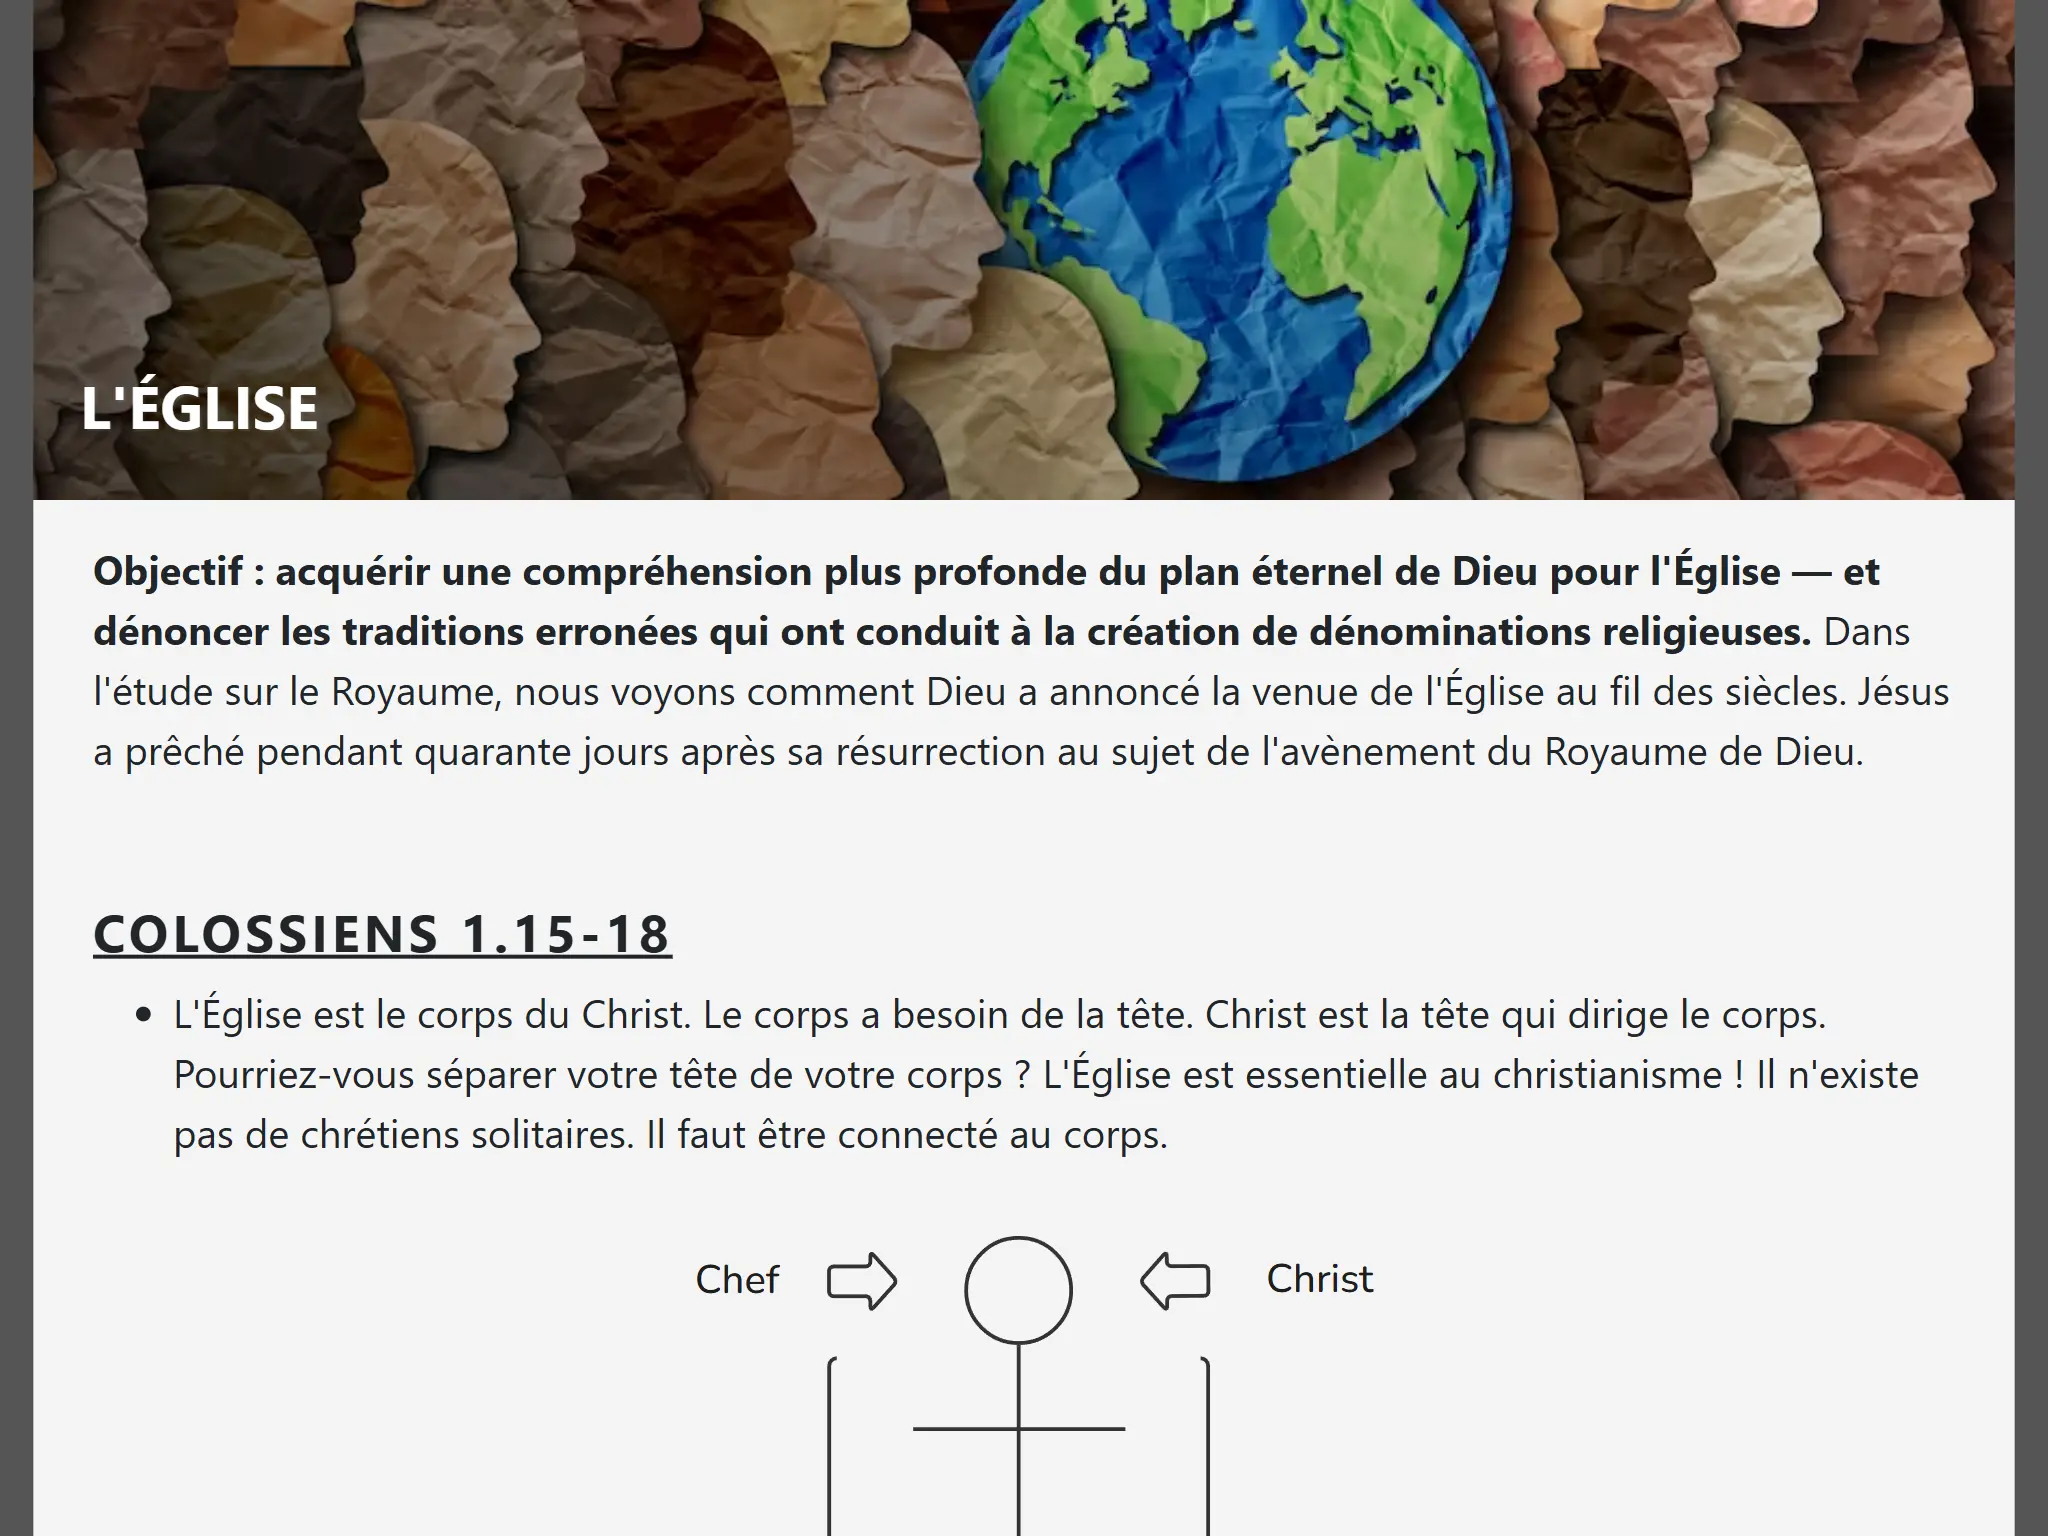 L'ÉGLISE
Objectif : acquérir une compréhension plus profonde du plan éternel de Dieu pour l'Église — et
dénoncer les traditions erronées qui ont conduit à la création de dénominations religieuses. Dans
l'étude sur le Royaume, nous voyons comment Dieu a annoncé la venue de l'Église au fil des siècles. Jésus
a prêché pendant quarante jours après sa résurrection au sujet de l'avènement du Royaume de Dieu.
COLOSSIENS 1.15-18
• L'Église est le corps du Christ. Le corps a besoin de la tête. Christ est la tête qui dirige le corps.
Pourriez-vous séparer votre tête de votre corps ? L'Église est essentielle au christianisme ! Il n'existe
pas de chrétiens solitaires. Il faut être connecté au corps.
Chef Christ